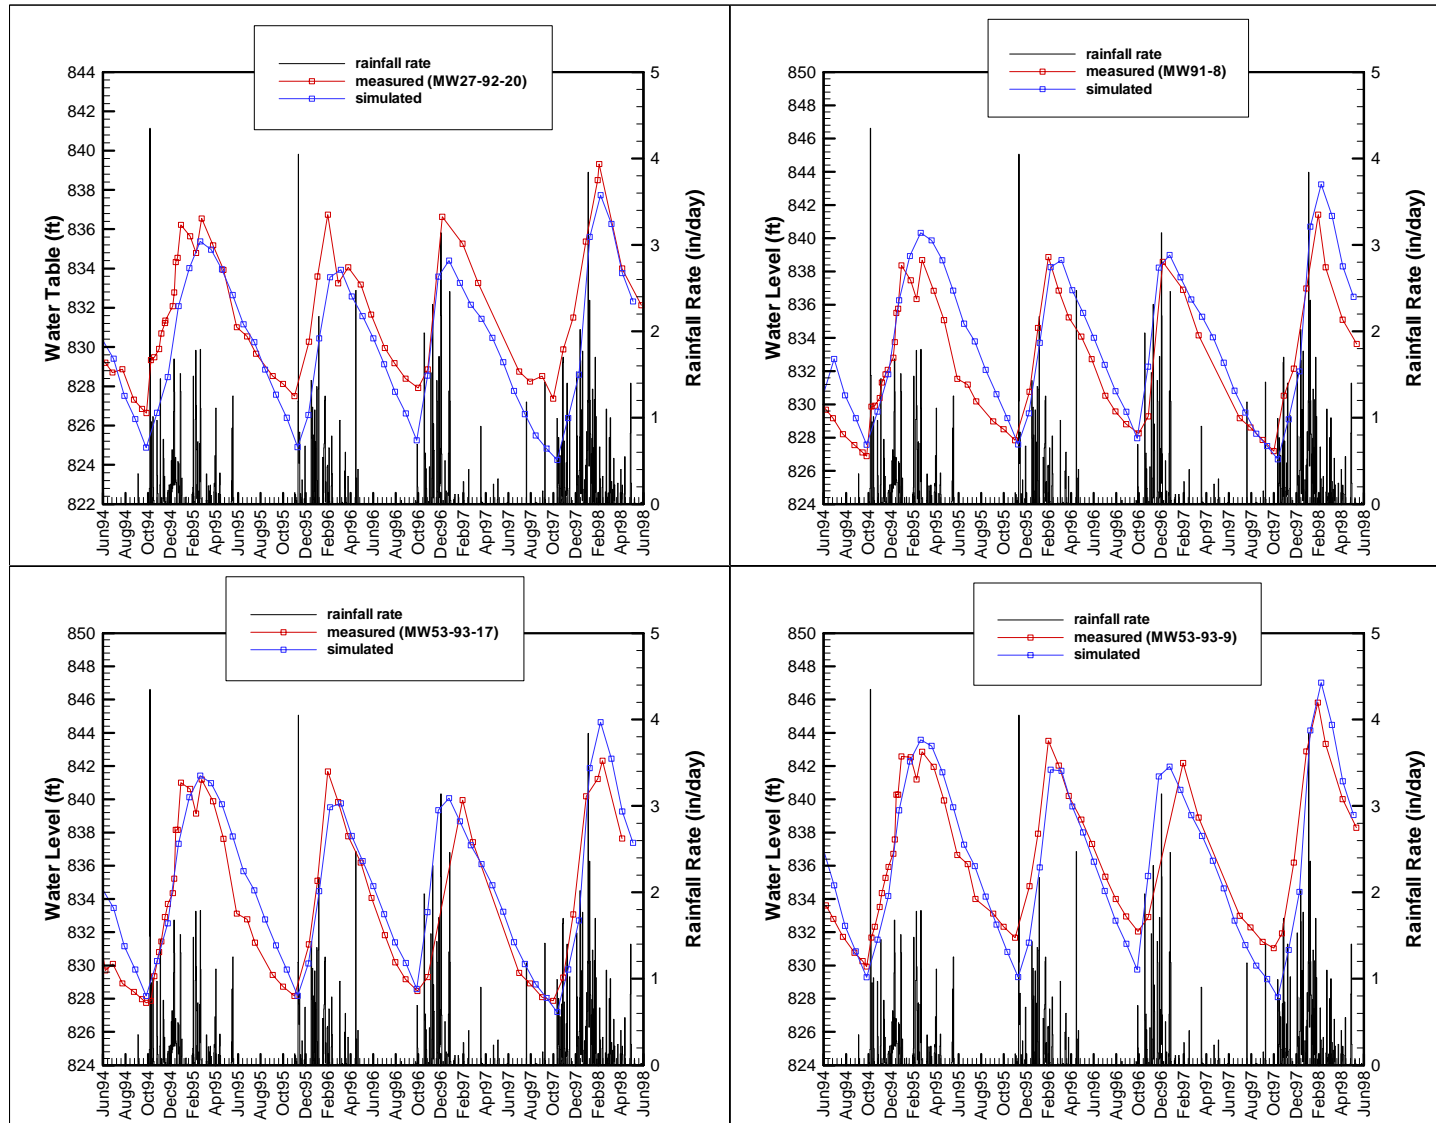 rainfall rate
measured (MW27-92-20)
simulated
844
842
840
838
836
834
832
830
828
826
824
822
Water Table (ft)
5
4
3
2
1
0
Rainfall Rate (in/day)
Jun94
Aug94
Oct94
Dec94
Feb95
Apr95
Jun95
Aug95
Oct95
Dec95
Feb96
Apr96
Jun96
Aug96
Oct96
Dec96
Feb97
Apr97
Jun97
Aug97
Oct97
Dec97
Feb98
Apr98
Jun98
rainfall rate
measured (MW91-8)
simulated
850
848
846
844
842
840
838
836
834
832
830
828
826
824
Water Level (ft)
5
4
3
2
1
0
Rainfall Rate (in/day)
Jun94
Aug94
Oct94
Dec94
Feb95
Apr95
Jun95
Aug95
Oct95
Dec95
Feb96
Apr96
Jun96
Aug96
Oct96
Dec96
Feb97
Apr97
Jun97
Aug97
Oct97
Dec97
Feb98
Apr98
Jun98
rainfall rate
measured (MW53-93-17)
simulated
850
848
846
844
842
840
838
836
834
832
830
828
826
824
Water Level (ft)
5
4
3
2
1
0
Rainfall Rate (in/day)
Jun94
Aug94
Oct94
Dec94
Feb95
Apr95
Jun95
Aug95
Oct95
Dec95
Feb96
Apr96
Jun96
Aug96
Oct96
Dec96
Feb97
Apr97
Jun97
Aug97
Oct97
Dec97
Feb98
Apr98
Jun98
rainfall rate
measured (MW53-93-9)
simulated
850
848
846
844
842
840
838
836
834
832
830
828
826
824
Water Level (ft)
5
4
3
2
1
0
Rainfall Rate (in/day)
Jun94
Aug94
Oct94
Dec94
Feb95
Apr95
Jun95
Aug95
Oct95
Dec95
Feb96
Apr96
Jun96
Aug96
Oct96
Dec96
Feb97
Apr97
Jun97
Aug97
Oct97
Dec97
Feb98
Apr98
Jun98